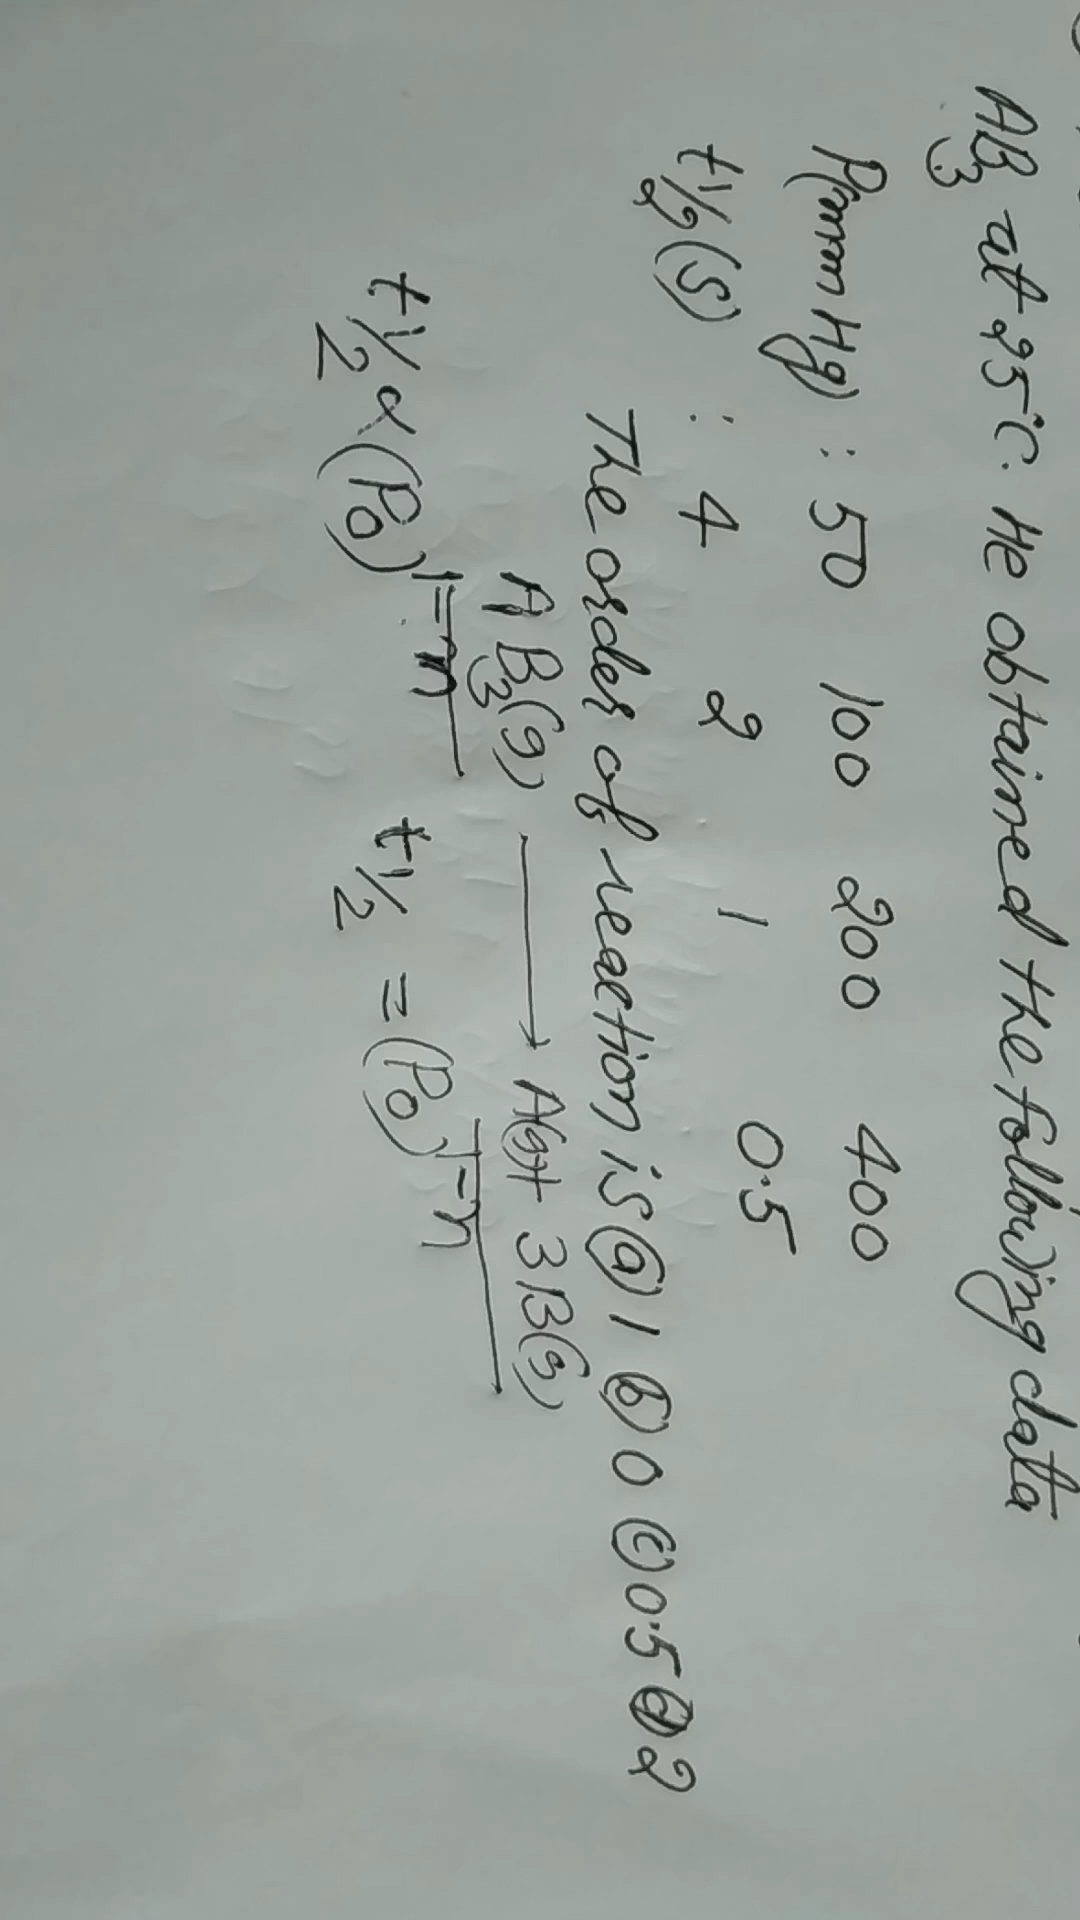 AB₃ at 25°C. He obtained the following data
P(mm Hg) : 50 100 200 400
t½(s) : 4 2 1 0.5
The order of reaction is (a) 1 (b) 0 (c) 0.5 (d) 2
AB₃(g) ⟶ A(g) + 3B(g)
t½ ∝ (P₀)¹⁻ⁿ t½ = (P₀)¹⁻ⁿ